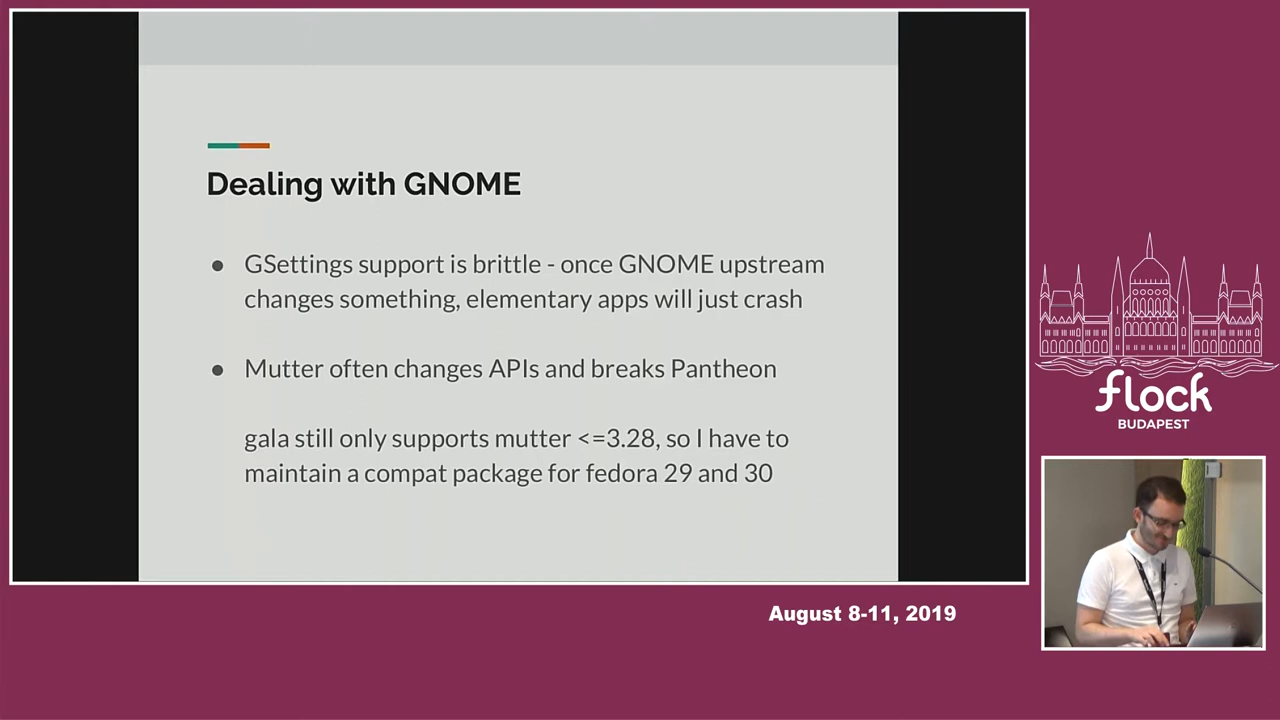 Dealing with GNOME
● GSettings support is brittle - once GNOME upstream
changes something, elementary apps will just crash
● Mutter often changes APIs and breaks Pantheon
gala still only supports mutter <=3.28, so I have to
maintain a compat package for fedora 29 and 30
flock
BUDAPEST
August 8-11, 2019